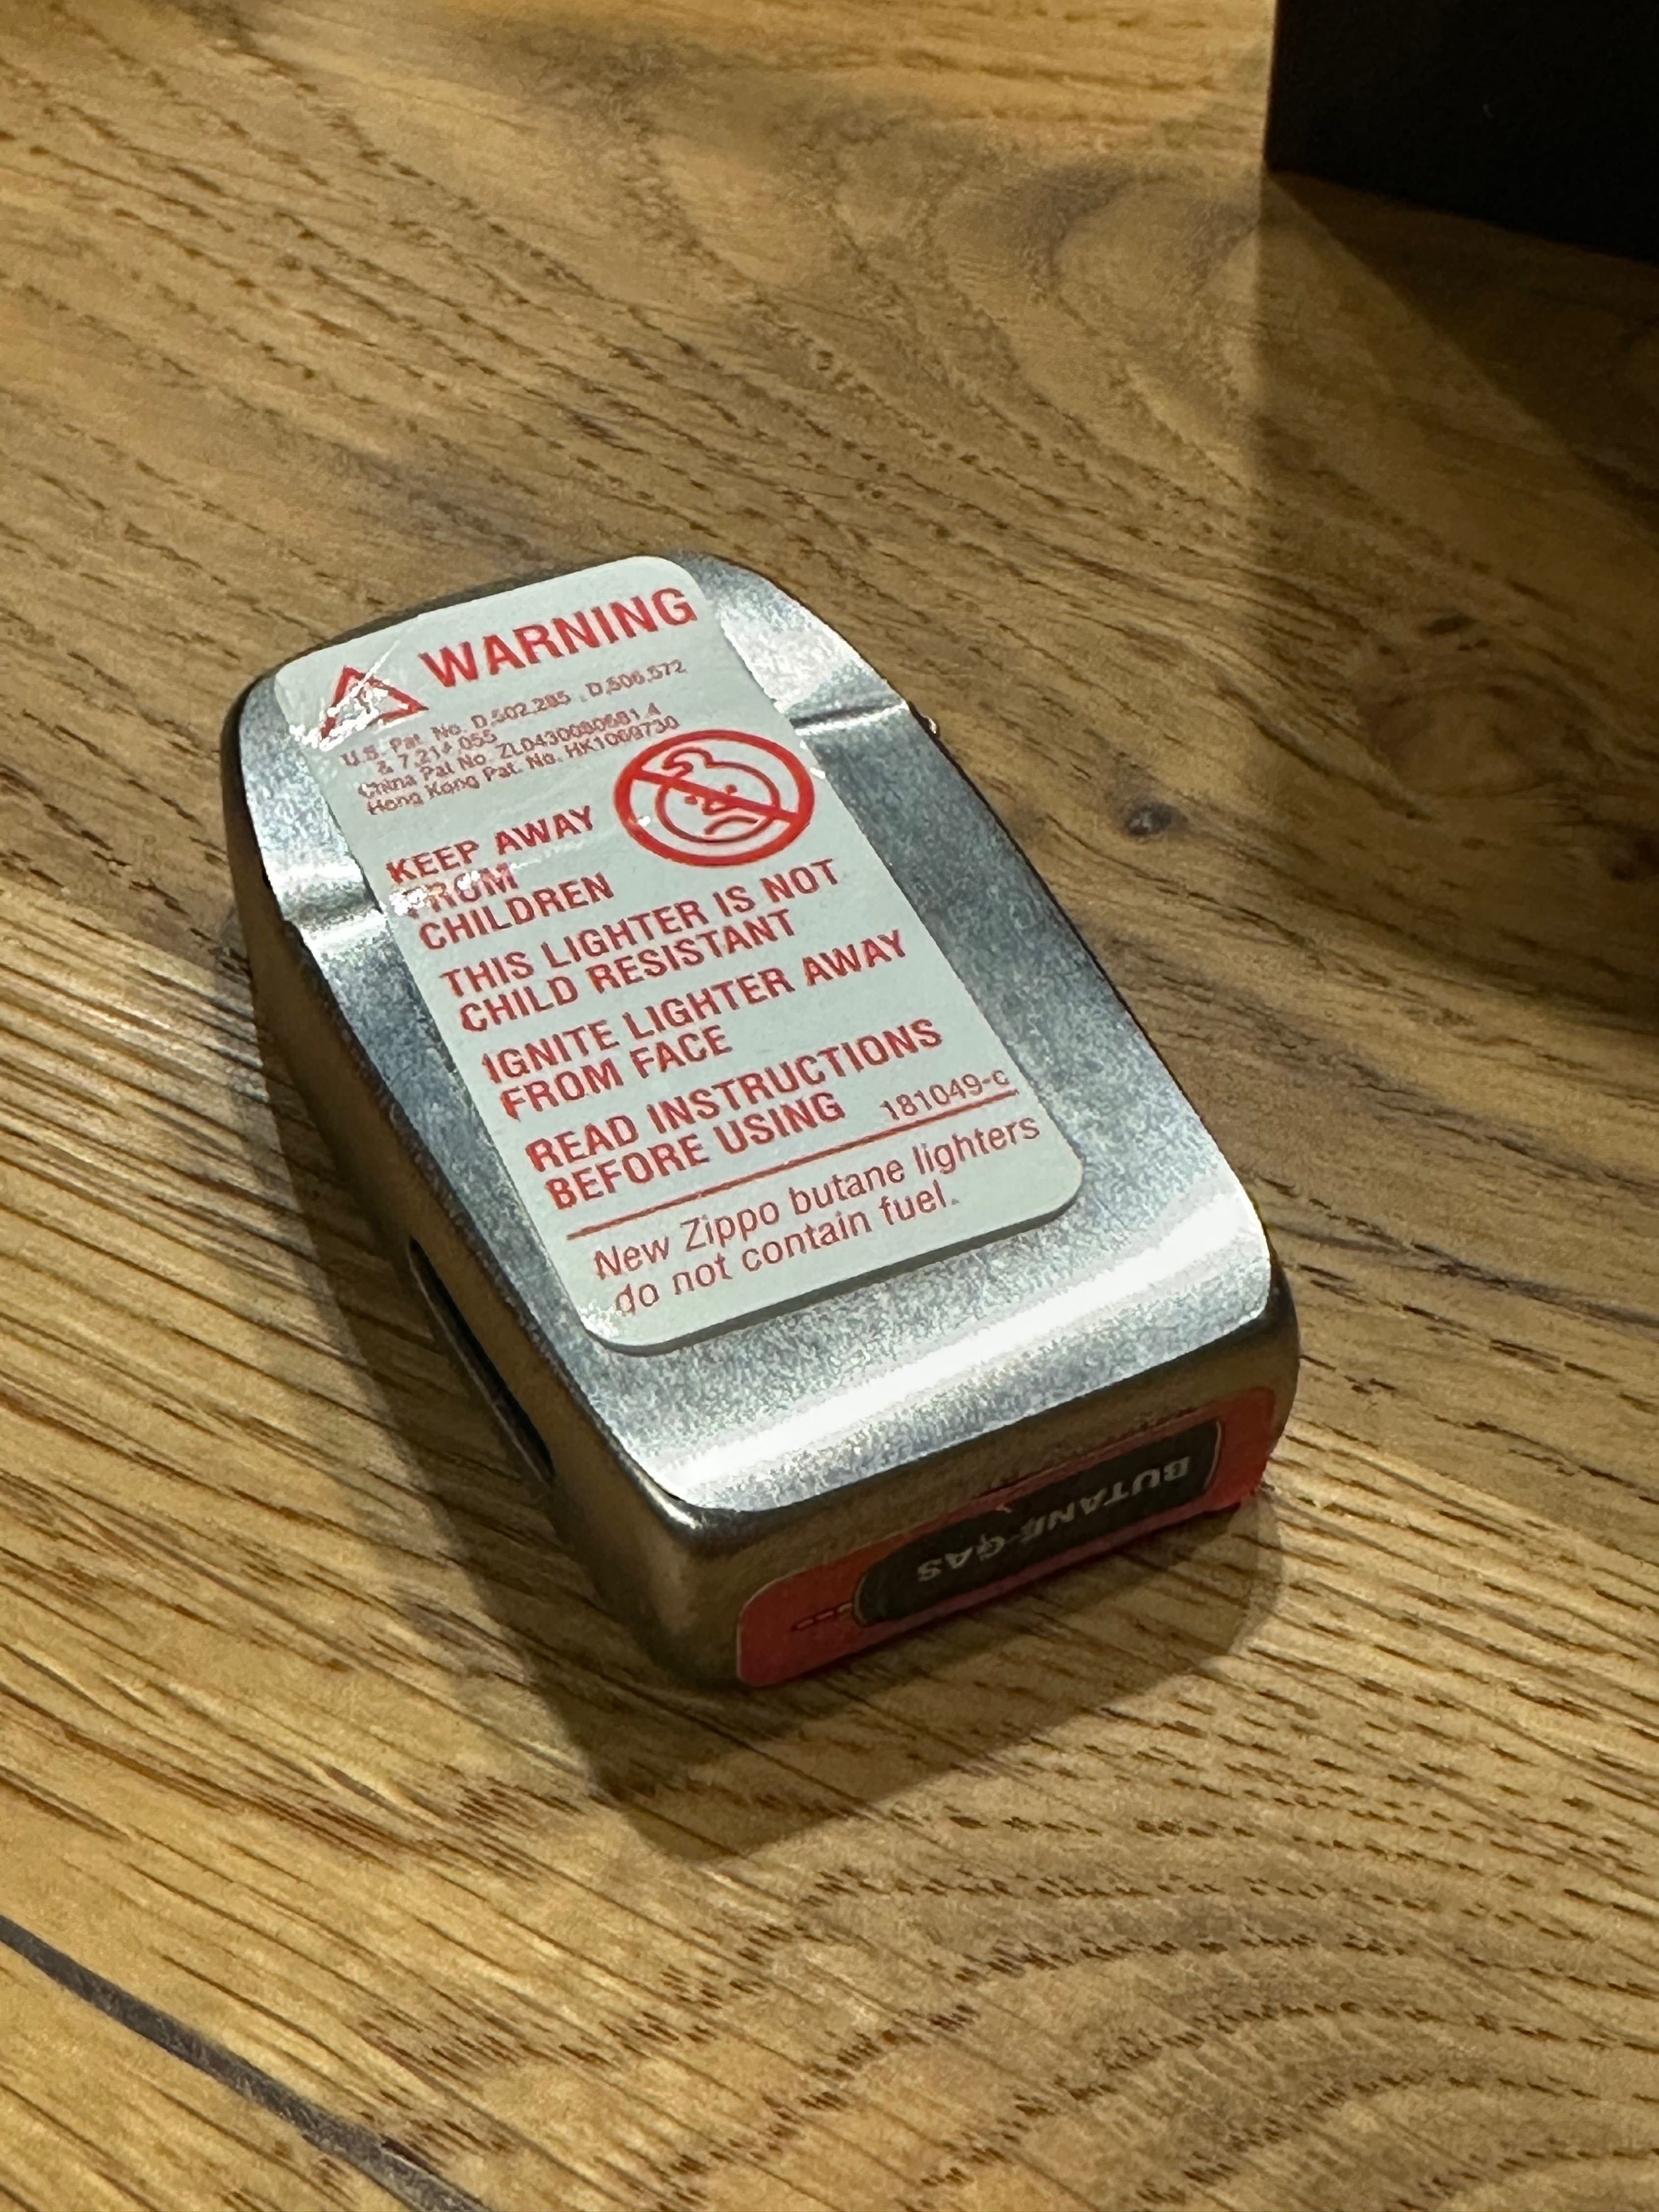 WARNING
U.S. Pat. No. D,502,285 , D,506,572
& 7,214,055
China Pat No. ZL0430080681.4
Hong Kong Pat. No. HK1069730
KEEP AWAY
FROM
CHILDREN
THIS LIGHTER IS NOT
CHILD RESISTANT
IGNITE LIGHTER AWAY
FROM FACE
READ INSTRUCTIONS
BEFORE USING
181049-c
New Zippo butane lighters
do not contain fuel.
BUTANE GAS